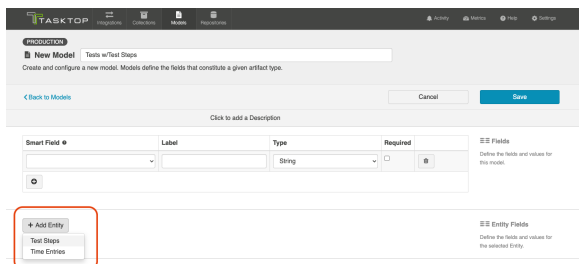 TASKTOP
Integrations
Collections
Models
Repositories
Activity
Metrics
Help
Settings
PRODUCTION
New Model
Tests w/Test Steps
Create and configure a new model. Models define the fields that constitute a given artifact type.
Back to Models
Cancel
Save
Click to add a Description
Smart Field
Label
Type
Required
String
Fields
Define the fields and values for
this model.
+ Add Entity
Test Steps
Time Entries
Entity Fields
Define the fields and values for
the selected Entity.